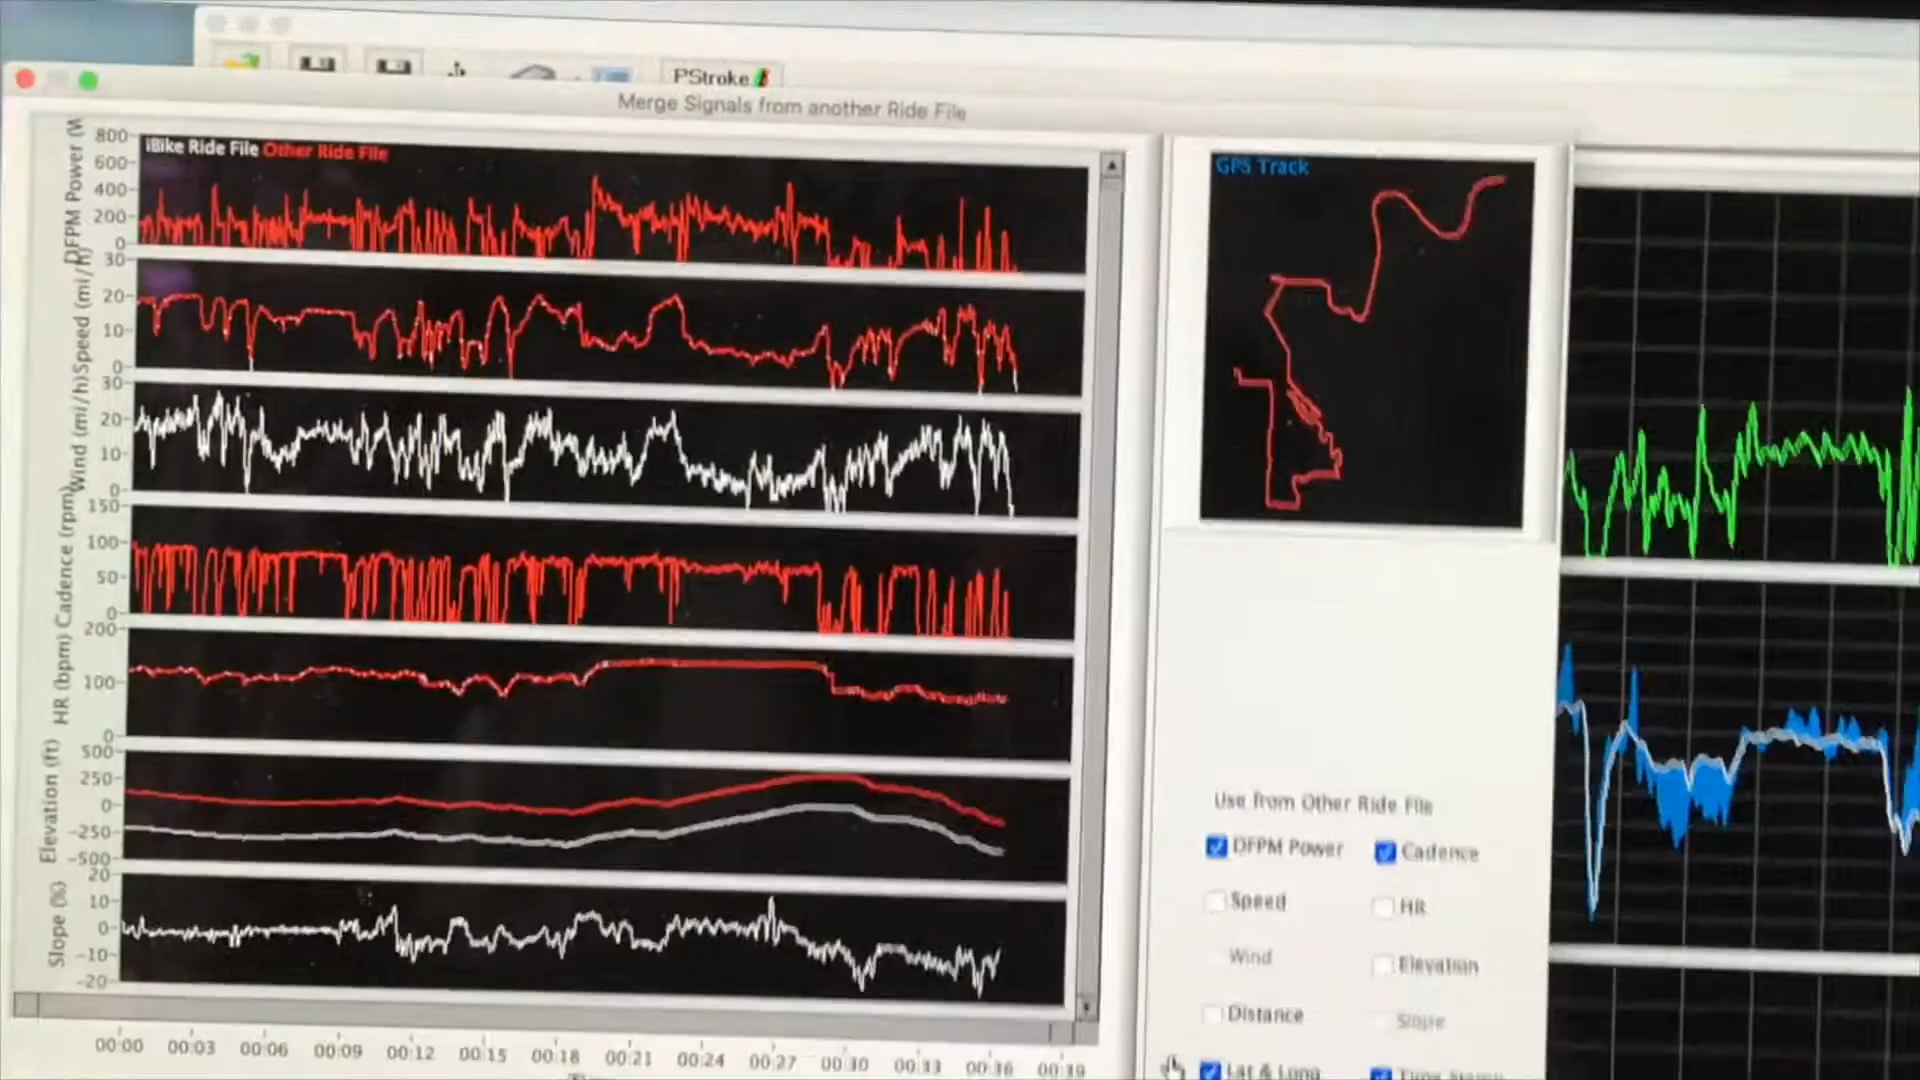 PStroke
Merge Signals from another Ride File
iBike Ride File Other Ride File
DFPM Power (W
800
600
400
200
0
Speed (mi/h)
30
20
10
0
Wind (mi/h)
30
20
10
0
Cadence (rpm)
150
100
50
0
HR (bpm)
200
100
0
Elevation (ft)
500
250
0
-250
-500
Slope (%)
20
10
0
-10
-20
00:00 00:03 00:06 00:09 00:12 00:15 00:18 00:21 00:24 00:27 00:30 00:33 00:36 00:39
GPS Track
Use from Other Ride File
DFPM Power Cadence
Speed HR
Wind Elevation
Distance Slope
Lat & Long Time Stamp